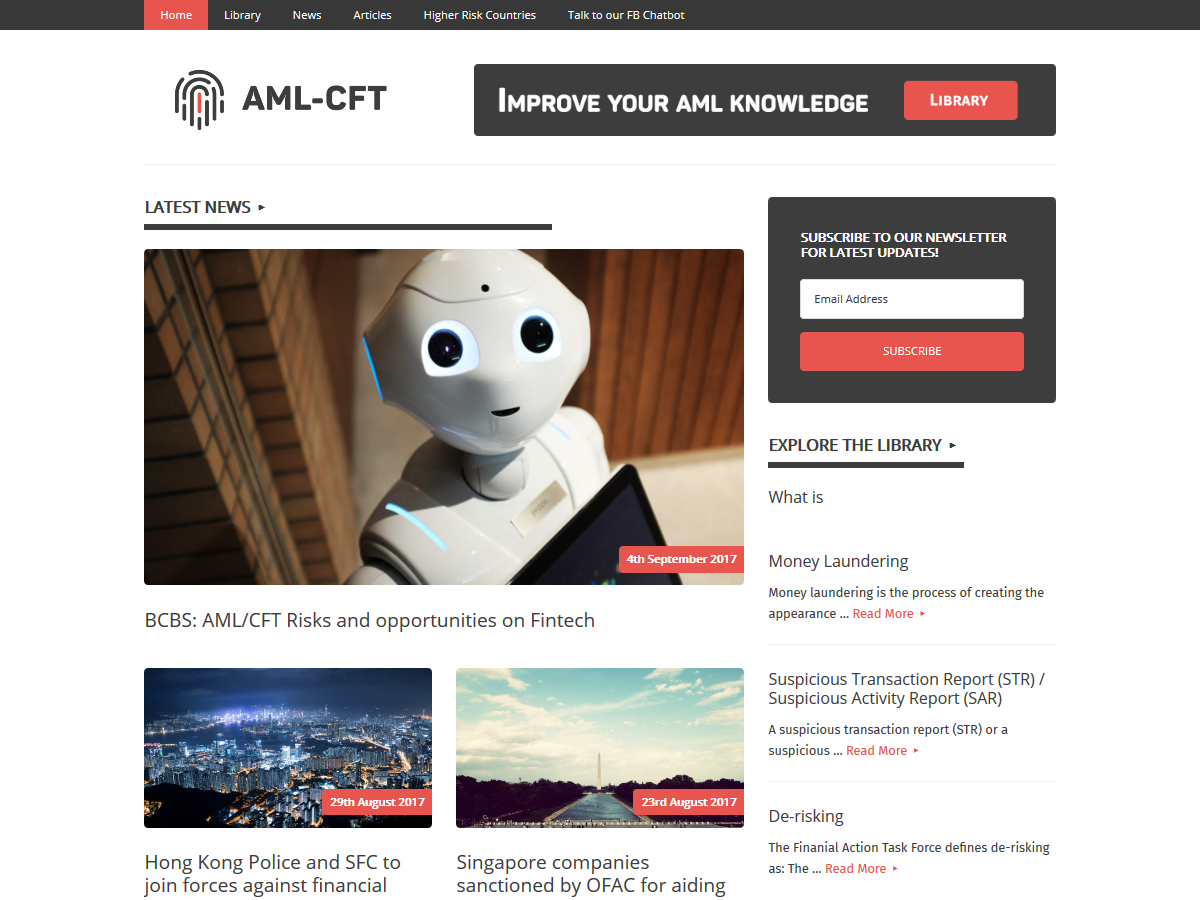 Home Library News Articles Higher Risk Countries Talk to our FB Chatbot
AML-CFT
IMPROVE YOUR AML KNOWLEDGE
LIBRARY
LATEST NEWS ▸
4th September 2017
BCBS: AML/CFT Risks and opportunities on Fintech
29th August 2017
Hong Kong Police and SFC to
join forces against financial
23rd August 2017
Singapore companies
sanctioned by OFAC for aiding
SUBSCRIBE TO OUR NEWSLETTER
FOR LATEST UPDATES!
Email Address
SUBSCRIBE
EXPLORE THE LIBRARY ▸
What is
Money Laundering
Money laundering is the process of creating the
appearance ... Read More ▸
Suspicious Transaction Report (STR) /
Suspicious Activity Report (SAR)
A suspicious transaction report (STR) or a
suspicious ... Read More ▸
De-risking
The Finanial Action Task Force defines de-risking
as: The ... Read More ▸